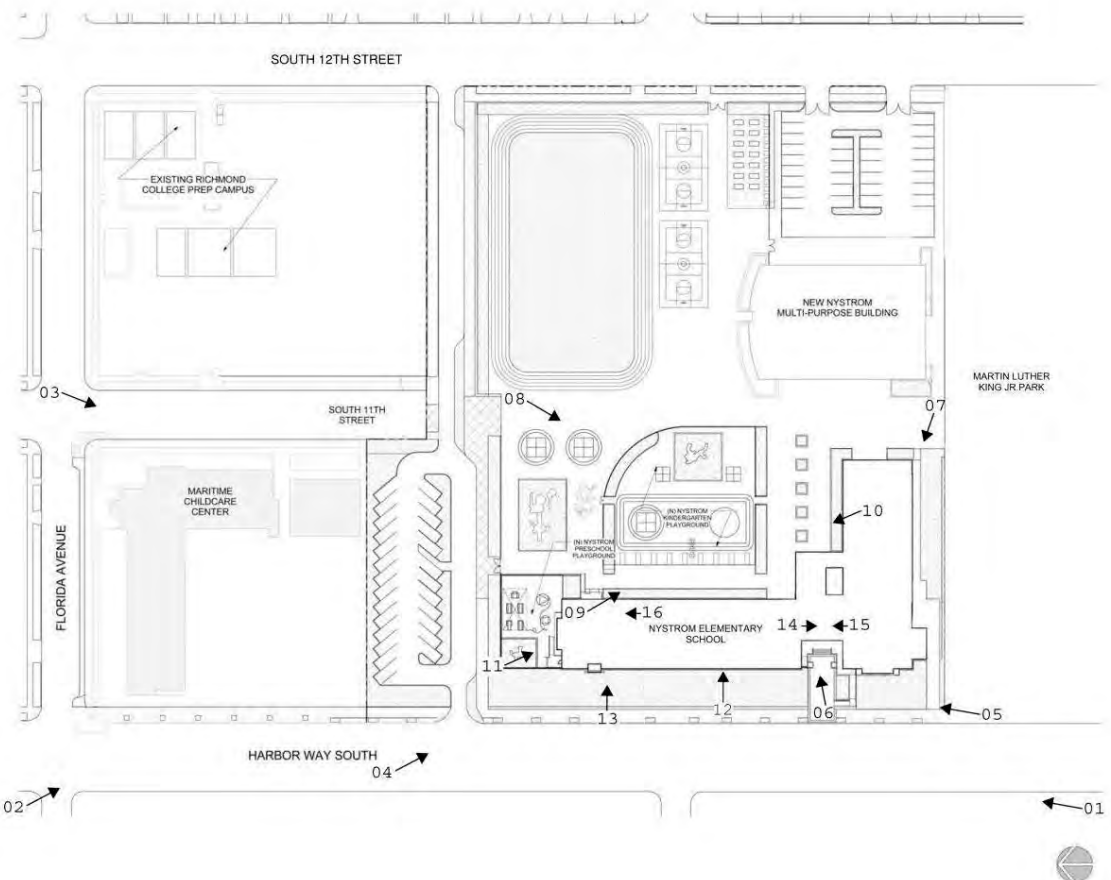 SOUTH 12TH STREET
EXISTING RICHMOND
COLLEGE PREP CAMPUS
NEW NYSTROM
MULTI-PURPOSE BUILDING
MARTIN LUTHER
KING JR.PARK
03
SOUTH 11TH
STREET
08
07
MARITIME
CHILDCARE
CENTER
(N) NYSTROM
KINDERGARTEN
PLAYGROUND
10
(N) NYSTROM
PRESCHOOL
PLAYGROUND
FLORIDA AVENUE
09
16
NYSTROM ELEMENTARY
SCHOOL
14
15
11
13
12
06
05
HARBOR WAY SOUTH
04
02
01